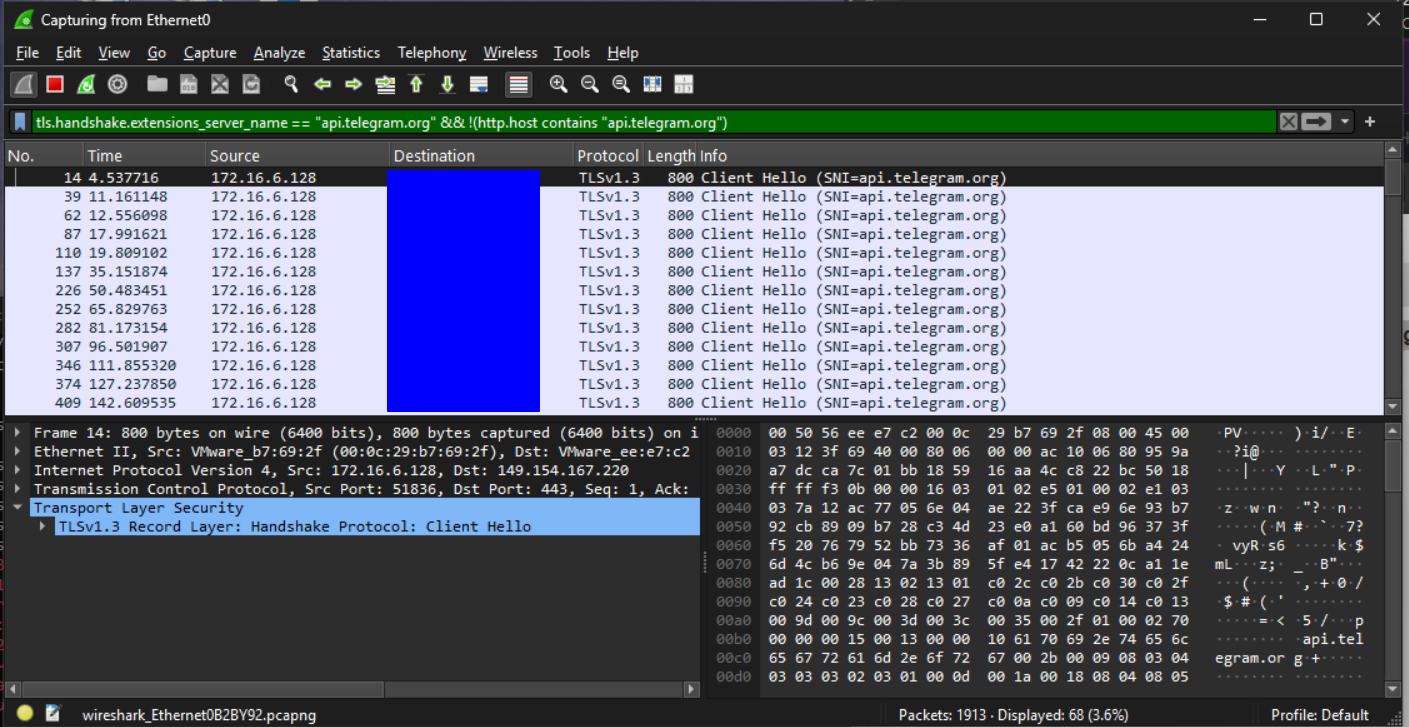 Capturing from Ethernet0
File Edit View Go Capture Analyze Statistics Telephony Wireless Tools Help
tls.handshake.extensions_server_name == "api.telegram.org" && !(http.host contains "api.telegram.org")
No. Time Source Destination Protocol Length Info
14 4.537716 172.16.6.128 TLSv1.3 800 Client Hello (SNI=api.telegram.org)
39 11.161148 172.16.6.128 TLSv1.3 800 Client Hello (SNI=api.telegram.org)
62 12.556098 172.16.6.128 TLSv1.3 800 Client Hello (SNI=api.telegram.org)
87 17.991621 172.16.6.128 TLSv1.3 800 Client Hello (SNI=api.telegram.org)
110 19.809102 172.16.6.128 TLSv1.3 800 Client Hello (SNI=api.telegram.org)
137 35.151874 172.16.6.128 TLSv1.3 800 Client Hello (SNI=api.telegram.org)
226 50.483451 172.16.6.128 TLSv1.3 800 Client Hello (SNI=api.telegram.org)
252 65.829763 172.16.6.128 TLSv1.3 800 Client Hello (SNI=api.telegram.org)
282 81.173154 172.16.6.128 TLSv1.3 800 Client Hello (SNI=api.telegram.org)
307 96.501907 172.16.6.128 TLSv1.3 800 Client Hello (SNI=api.telegram.org)
346 111.855320 172.16.6.128 TLSv1.3 800 Client Hello (SNI=api.telegram.org)
374 127.237850 172.16.6.128 TLSv1.3 800 Client Hello (SNI=api.telegram.org)
409 142.609535 172.16.6.128 TLSv1.3 800 Client Hello (SNI=api.telegram.org)
Frame 14: 800 bytes on wire (6400 bits), 800 bytes captured (6400 bits) on i
Ethernet II, Src: VMware_b7:69:2f (00:0c:29:b7:69:2f), Dst: VMware_ee:e7:c2
Internet Protocol Version 4, Src: 172.16.6.128, Dst: 149.154.167.220
Transmission Control Protocol, Src Port: 51836, Dst Port: 443, Seq: 1, Ack:
Transport Layer Security
TLSv1.3 Record Layer: Handshake Protocol: Client Hello
0000 00 50 56 ee e7 c2 00 0c 29 b7 69 2f 08 00 45 00 ·PV·····)·i/··E·
0010 03 12 3f 69 40 00 80 06 00 00 ac 10 06 80 95 9a ··?i@···········
0020 a7 dc ca 7c 01 bb 18 59 16 aa 4c c8 22 bc 50 18 ···|···Y··L·"·P·
0030 ff ff f3 0b 00 00 16 03 01 02 e5 01 00 02 e1 03 ················
0040 03 7a 12 ac 77 05 6e 04 ae 22 3f ca e9 6e 93 b7 ·z··w·n··"?··n··
0050 92 cb 89 09 b7 28 c3 4d 23 e0 a1 60 bd 96 37 3f ·····(·M#··`··7?
0060 f5 20 76 79 52 bb 73 36 af 01 ac b5 05 6b a4 24 · vyR·s6·····k·$
0070 6d 4c b6 9e 04 7a 3b 89 5f e4 17 42 22 0c a1 1e mL···z;·_··B"···
0080 ad 1c 00 28 13 02 13 01 c0 2c c0 2b c0 30 c0 2f ···(·····,·+·0·/
0090 c0 24 c0 23 c0 28 c0 27 c0 0a c0 09 c0 14 c0 13 ·$·#·(·'········
00a0 00 9d 00 9c 00 3d 00 3c 00 35 00 2f 01 00 02 70 ·····=·<·5·/···p
00b0 00 00 00 15 00 13 00 00 10 61 70 69 2e 74 65 6c ·········api.tel
00c0 65 67 72 61 6d 2e 6f 72 67 00 2b 00 09 08 03 04 egram.org·+·····
00d0 03 03 03 02 03 01 00 0d 00 1a 00 18 08 04 08 05 ················
wireshark_Ethernet0B2BY92.pcapng
Packets: 1913 · Displayed: 68 (3.6%)
Profile: Default